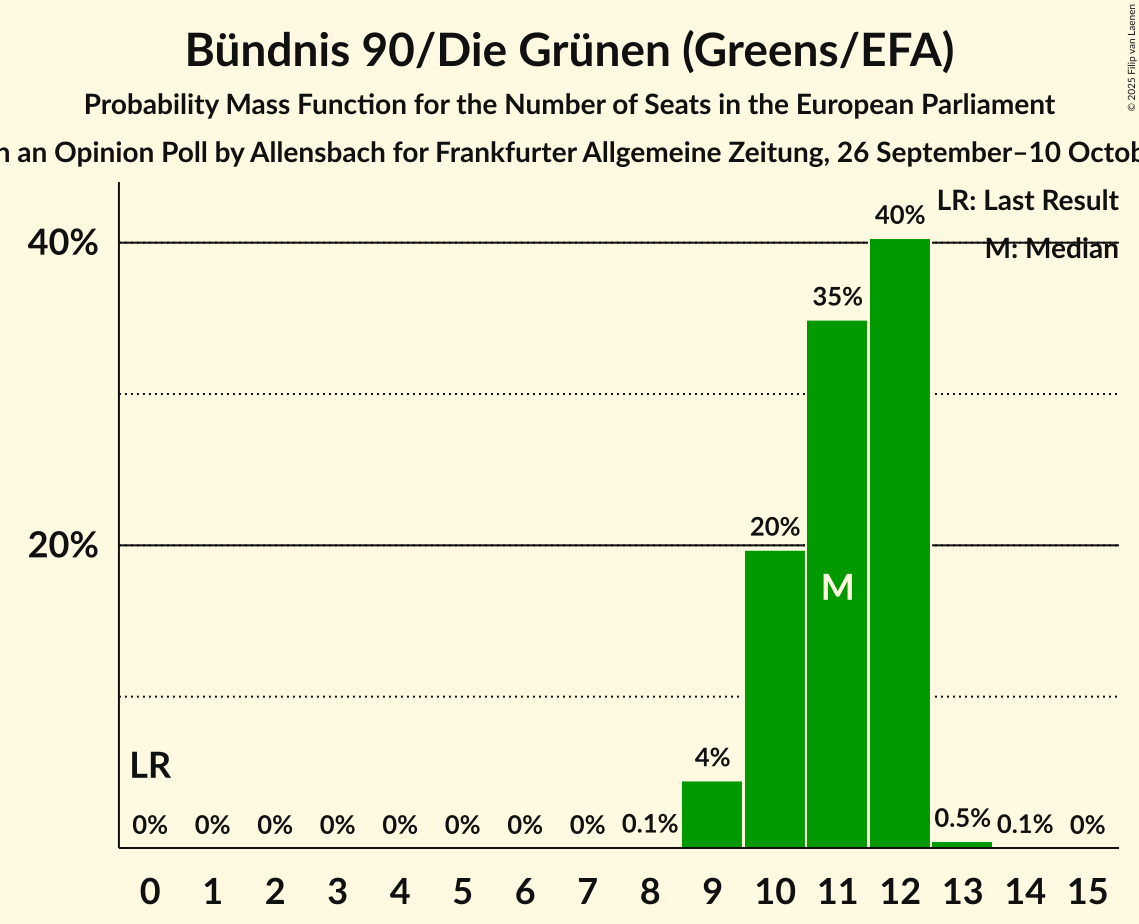 Bündnis 90/Die Grünen (Greens/EFA)
Probability Mass Function for the Number of Seats in the European Parliament
an Opinion Poll by Allensbach for Frankfurter Allgemeine Zeitung, 26 September–10
© 2025 Filip van Laenen
LR: Last Result
M: Median
40%
20%
40%
35%
20%
M
4%
LR
0% 0% 0% 0% 0% 0% 0% 0% 0.1% 0.5% 0.1% 0%
0 1 2 3 4 5 6 7 8 9 10 11 12 13 14 15